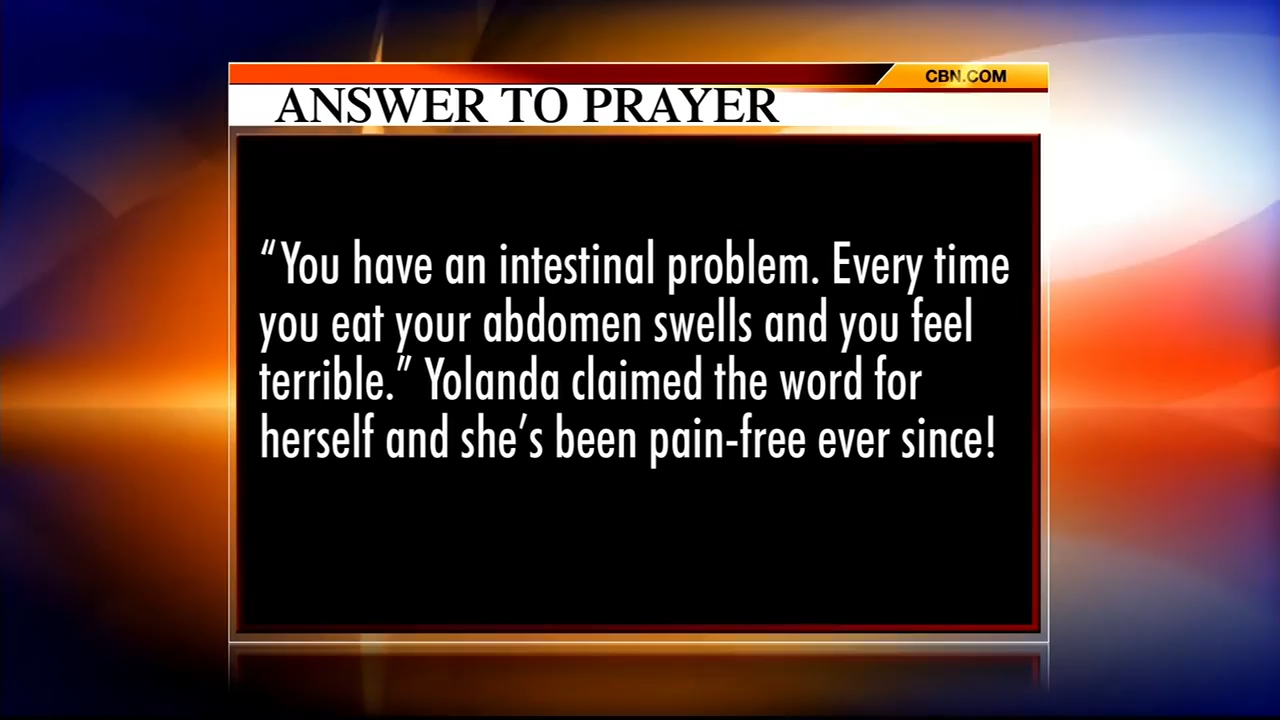 CBN.COM
ANSWER TO PRAYER
“You have an intestinal problem. Every time
you eat your abdomen swells and you feel
terrible.” Yolanda claimed the word for
herself and she’s been pain-free ever since!